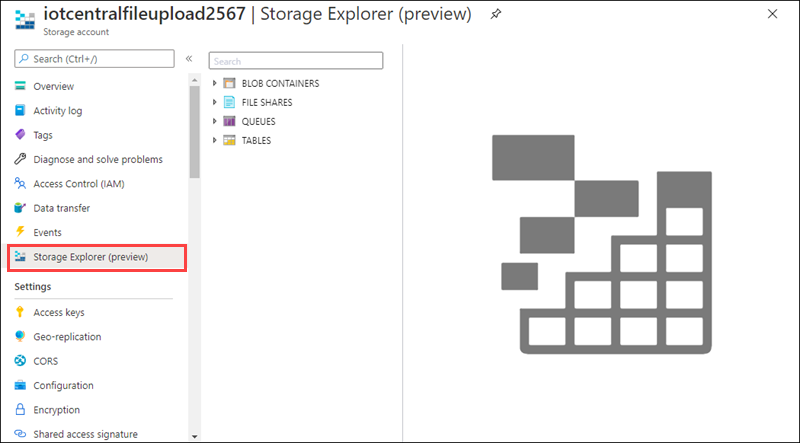 iotcentralfileupload2567 | Storage Explorer (preview)
Storage account
Search (Ctrl+/)
«
Overview
Activity log
Tags
Diagnose and solve problems
Access Control (IAM)
Data transfer
Events
Storage Explorer (preview)
Settings
Access keys
Geo-replication
CORS
Configuration
Encryption
Shared access signature
Search
BLOB CONTAINERS
FILE SHARES
QUEUES
TABLES